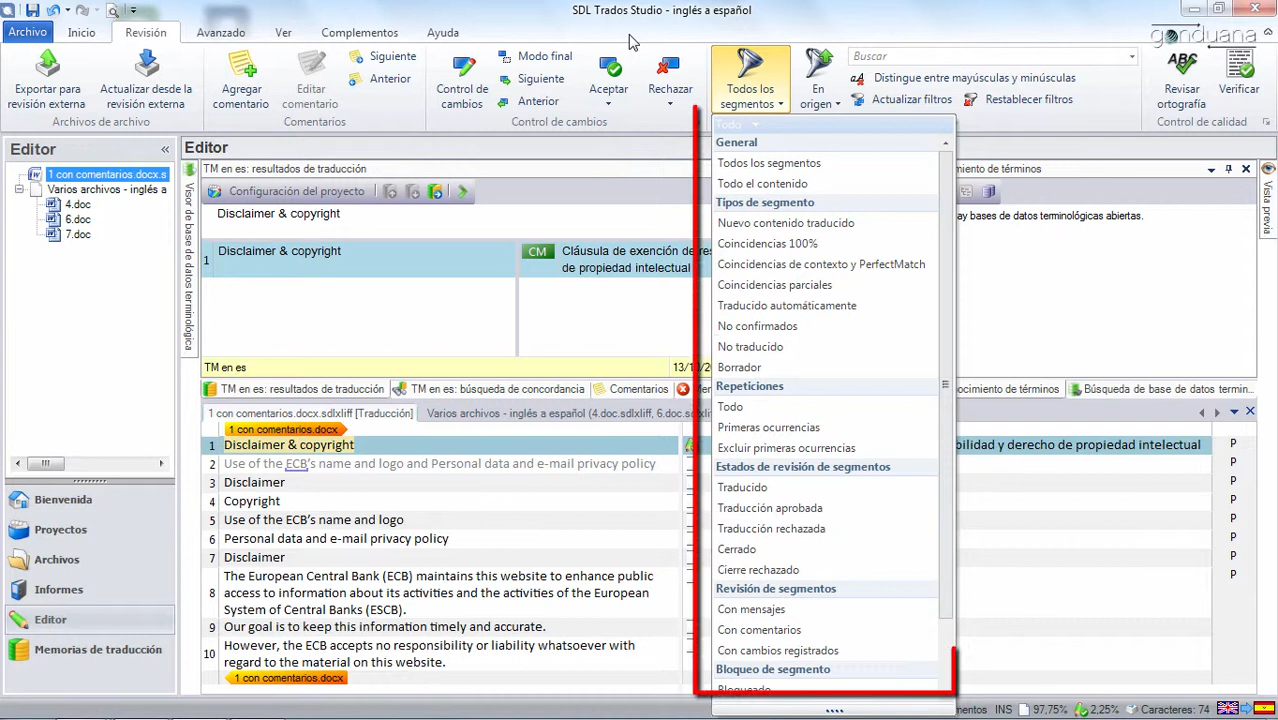 SDL Trados Studio - inglés a español
Archivo Inicio Revisión Avanzado Ver Complementos Ayuda
gonduana
Exportar para revisión externa
Actualizar desde la revisión externa
Archivos de archivo
Agregar comentario
Editar comentario
Siguiente
Anterior
Comentarios
Control de cambios
Modo final
Siguiente
Anterior
Aceptar
Rechazar
Control de cambios
Todos los segmentos
En origen
Buscar
Distingue entre mayúsculas y minúsculas
Actualizar filtros
Restablecer filtros
Revisar ortografía
Verificar
Control de calidad
Todo
General
Todos los segmentos
Todo el contenido
Tipos de segmento
Nuevo contenido traducido
Coincidencias 100%
Coincidencias de contexto y PerfectMatch
Coincidencias parciales
Traducido automáticamente
No confirmados
No traducido
Borrador
Repeticiones
Todo
Primeras ocurrencias
Excluir primeras ocurrencias
Estados de revisión de segmentos
Traducido
Traducción aprobada
Traducción rechazada
Cerrado
Cierre rechazado
Revisión de segmentos
Con mensajes
Con comentarios
Con cambios registrados
Bloqueo de segmento
Bloqueado
Editor
1 con comentarios.docx.s
Varios archivos - inglés a
4.doc
6.doc
7.doc
Bienvenida
Proyectos
Archivos
Informes
Editor
Memorias de traducción
Editor
Visor de base de datos terminológica
TM en es: resultados de traducción
Configuración del proyecto
Disclaimer & copyright
1 Disclaimer & copyright CM Cláusula de exención de res
de propiedad intelectual
TM en es 13/10/20
miento de términos
ay bases de datos terminológicas abiertas.
Vista previa
TM en es: resultados de traducción TM en es: búsqueda de concordancia Comentarios Men ocimiento de términos Búsqueda de base de datos termin...
1 con comentarios.docx.sdlxliff [Traducción] Varios archivos - inglés a español (4.doc.sdlxliff, 6.doc.sdlxlif
1 con comentarios.docx
1 Disclaimer & copyright bilidad y derecho de propiedad intelectual P
2 Use of the ECB's name and logo and Personal data and e-mail privacy policy P
3 Disclaimer P
4 Copyright P
5 Use of the ECB's name and logo P
6 Personal data and e-mail privacy policy P
7 Disclaimer P
8 The European Central Bank (ECB) maintains this website to enhance public P
access to information about its activities and the activities of the European
System of Central Banks (ESCB).
9 Our goal is to keep this information timely and accurate.
10 However, the ECB accepts no responsibility or liability whatsoever with
regard to the material on this website.
1 con comentarios.docx
mentos INS 97,75% 2,25% Caracteres: 74